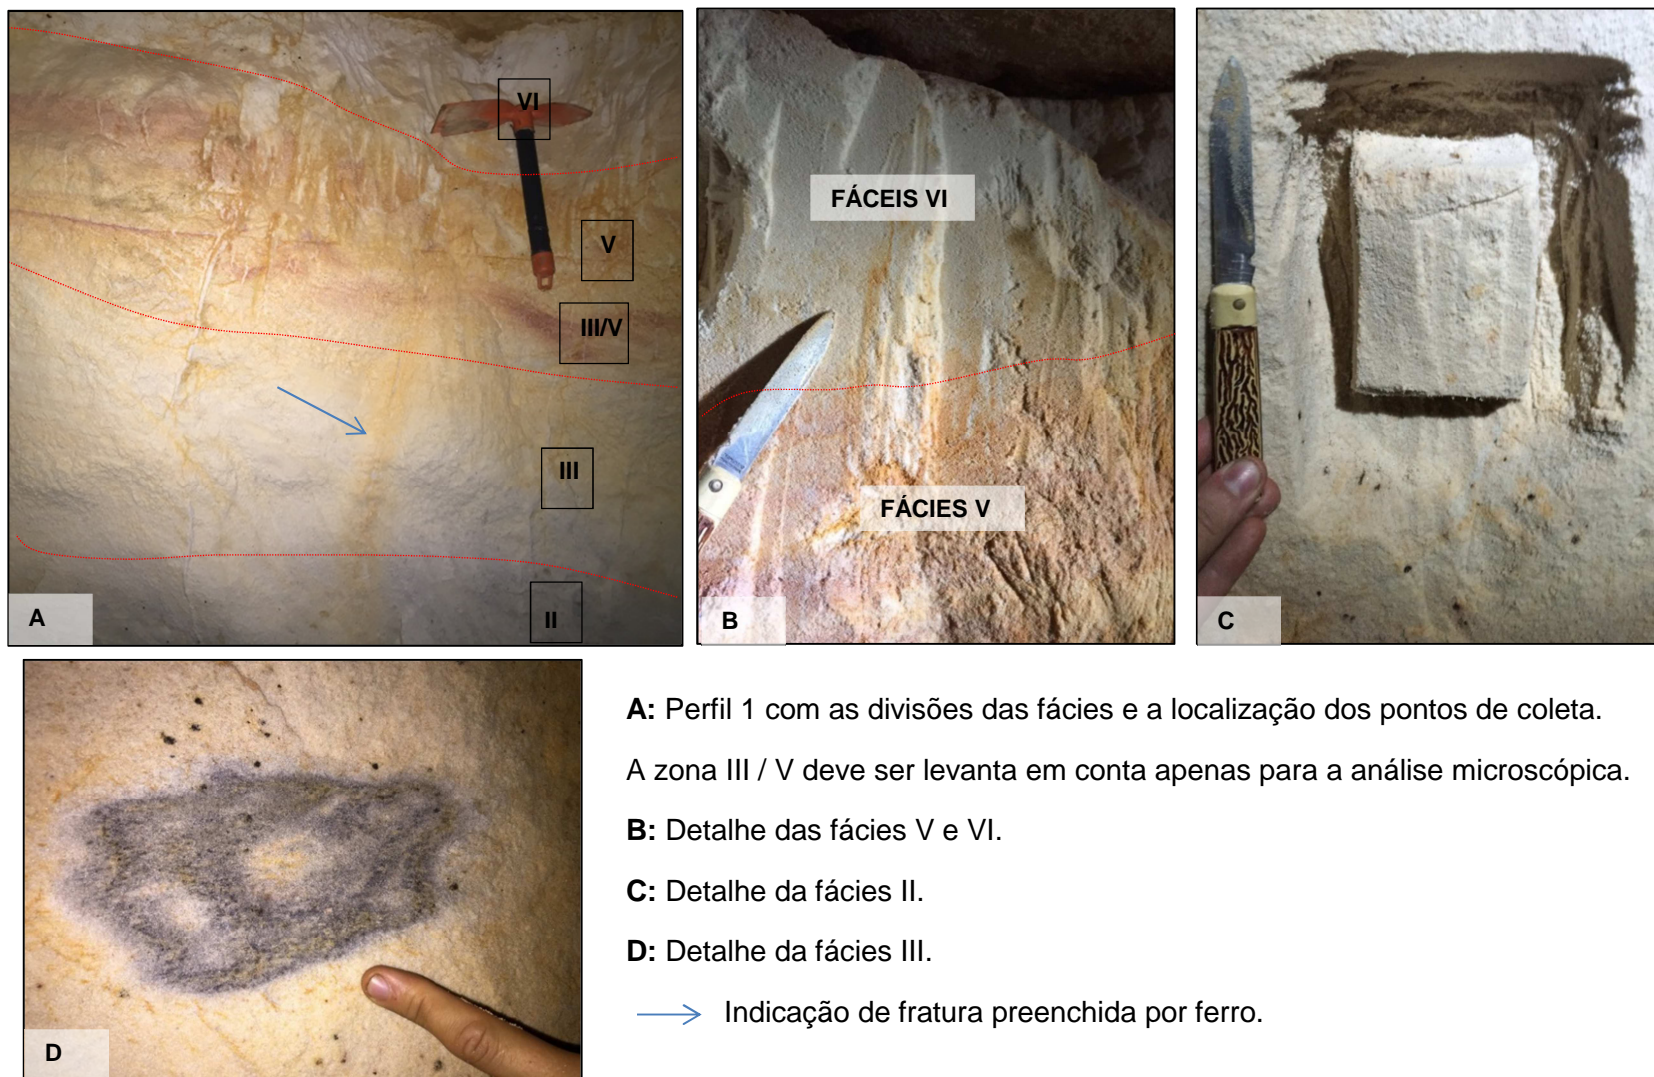 VI
V
III/V
III
II
A
FÁCEIS VI
FÁCIES V
B
C
D
A: Perfil 1 com as divisões das fácies e a localização dos pontos de coleta.
A zona III / V deve ser levanta em conta apenas para a análise microscópica.
B: Detalhe das fácies V e VI.
C: Detalhe da fácies II.
D: Detalhe da fácies III.
Indicação de fratura preenchida por ferro.